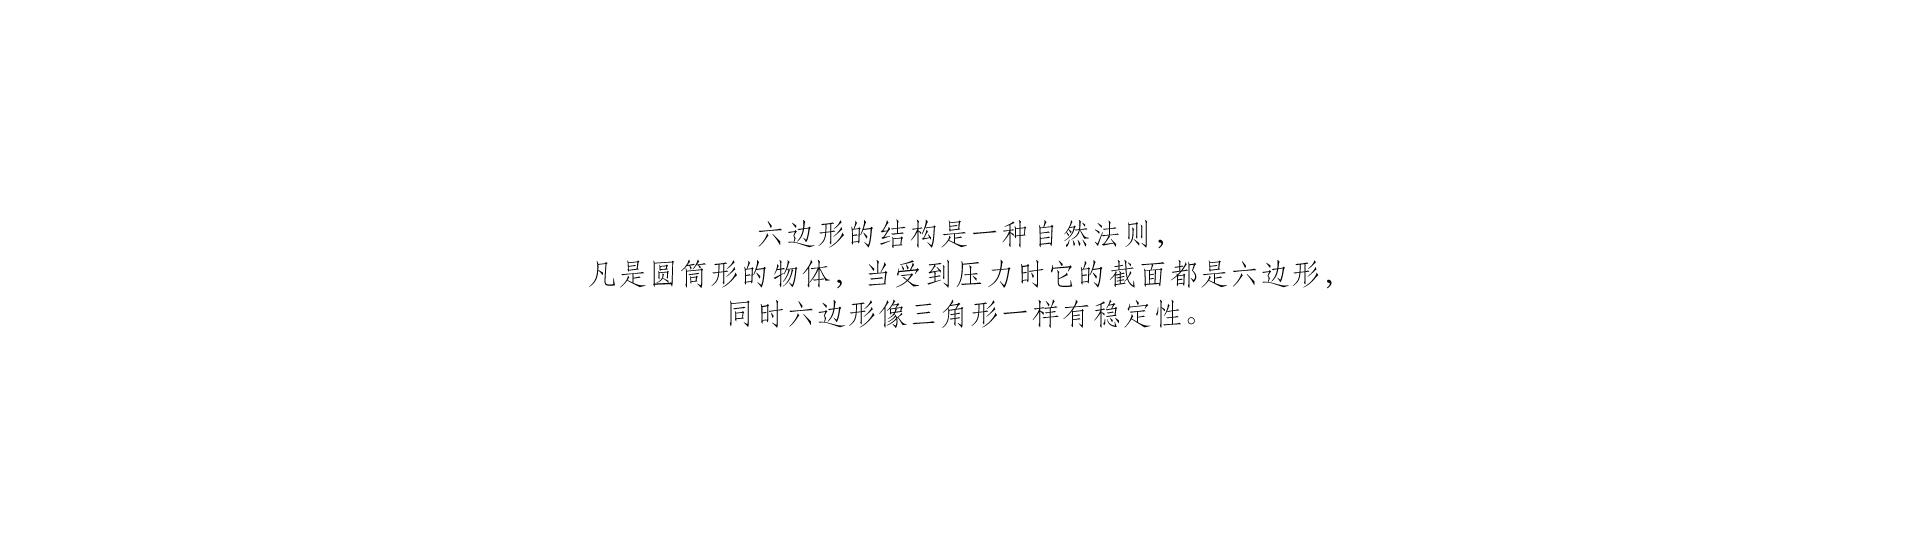 六边形的结构是一种自然法则，
凡是圆筒形的物体，当受到压力时它的截面都是六边形，
同时六边形像三角形一样有稳定性。